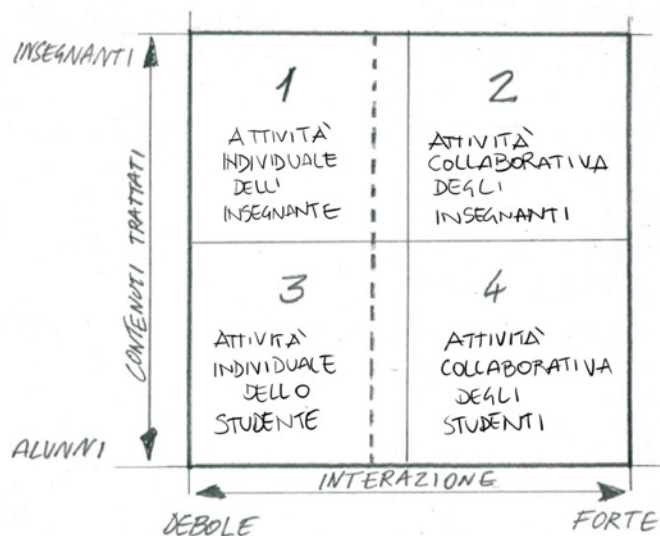 INSEGNANTI
1
ATTIVITÀ
INDIVIDUALE
DELL'
INSEGNANTE
2
ATTIVITÀ
COLLABORATIVA
DEGLI
INSEGNANTI
CONTENUTI TRATTATI
3
ATTIVITÀ
INDIVIDUALE
DELLO
STUDENTE
4
ATTIVITÀ
COLLABORATIVA
DEGLI
STUDENTI
ALUNNI
INTERAZIONE
DEBOLE
FORTE